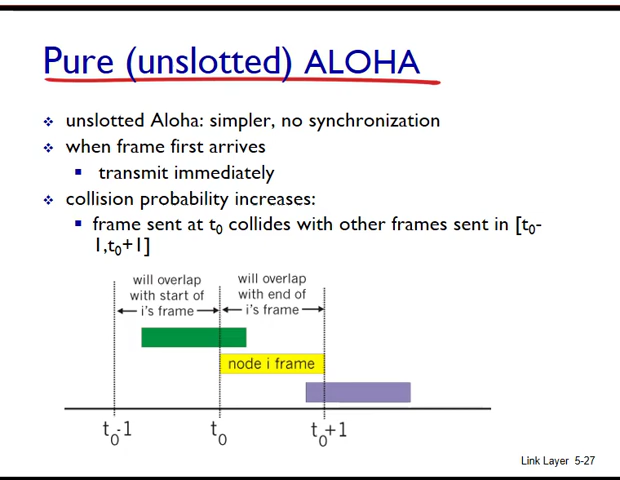 Pure (unslotted) ALOHA
❖ unslotted Aloha: simpler, no synchronization
❖ when frame first arrives
▪ transmit immediately
❖ collision probability increases:
▪ frame sent at t0 collides with other frames sent in [t0-
1,t0+1]
will overlap
with start of
i's frame
will overlap
with end of
i's frame
node i frame
t0-1
t0
t0+1
Link Layer 5-27